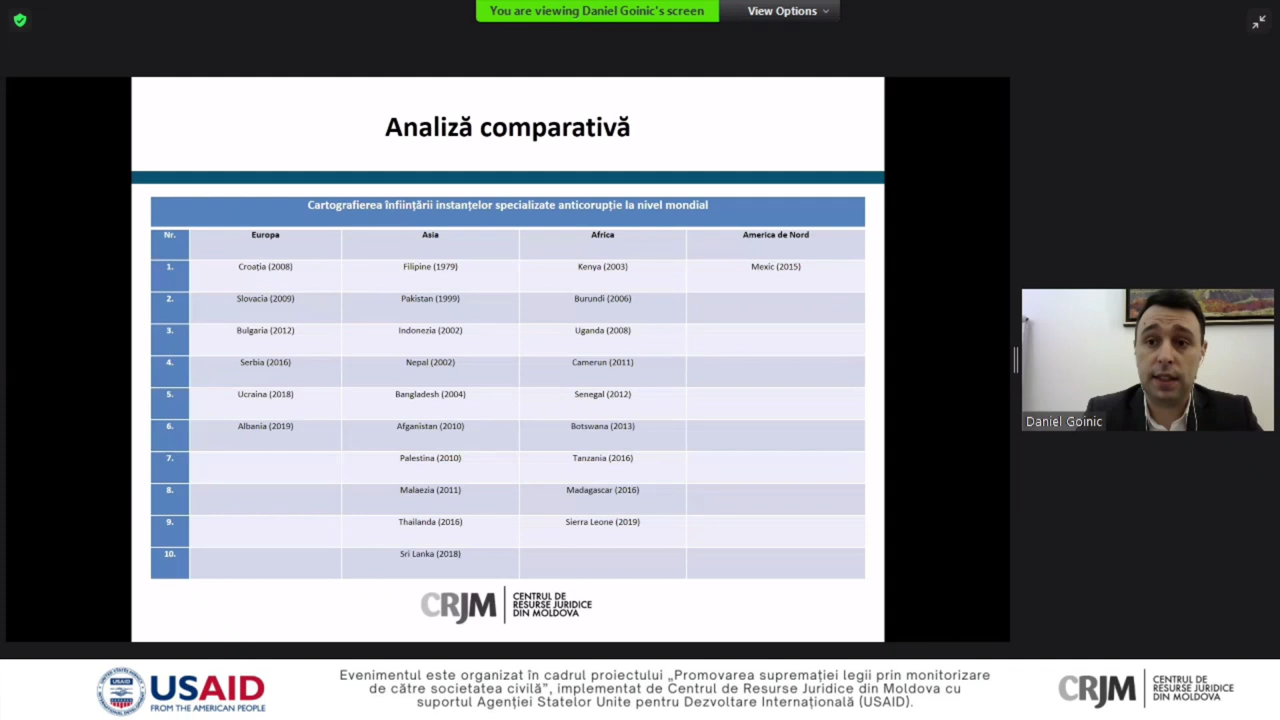 You are viewing Daniel Goinic's screen
View Options
Analiză comparativă
Cartografierea înființării instanțelor specializate anticorupție la nivel mondial
Nr. Europa Asia Africa America de Nord
1. Croația (2008) Filipine (1979) Kenya (2003) Mexic (2015)
2. Slovacia (2009) Pakistan (1999) Burundi (2006)
3. Bulgaria (2012) Indonezia (2002) Uganda (2008)
4. Serbia (2016) Nepal (2002) Camerun (2011)
5. Ucraina (2018) Bangladesh (2004) Senegal (2012)
6. Albania (2019) Afganistan (2010) Botswana (2013)
7. Palestina (2010) Tanzania (2016)
8. Malaezia (2011) Madagascar (2016)
9. Thailanda (2016) Sierra Leone (2019)
10. Sri Lanka (2018)
CRJM
CENTRUL DE
RESURSE JURIDICE
DIN MOLDOVA
Daniel Goinic
USAID
FROM THE AMERICAN PEOPLE
Evenimentul este organizat în cadrul proiectului „Promovarea supremației legii prin monitorizare
de către societatea civilă”, implementat de Centrul de Resurse Juridice din Moldova cu
suportul Agenției Statelor Unite pentru Dezvoltare Internațională (USAID).
CRJM
CENTRUL DE
RESURSE JURIDICE
DIN MOLDOVA